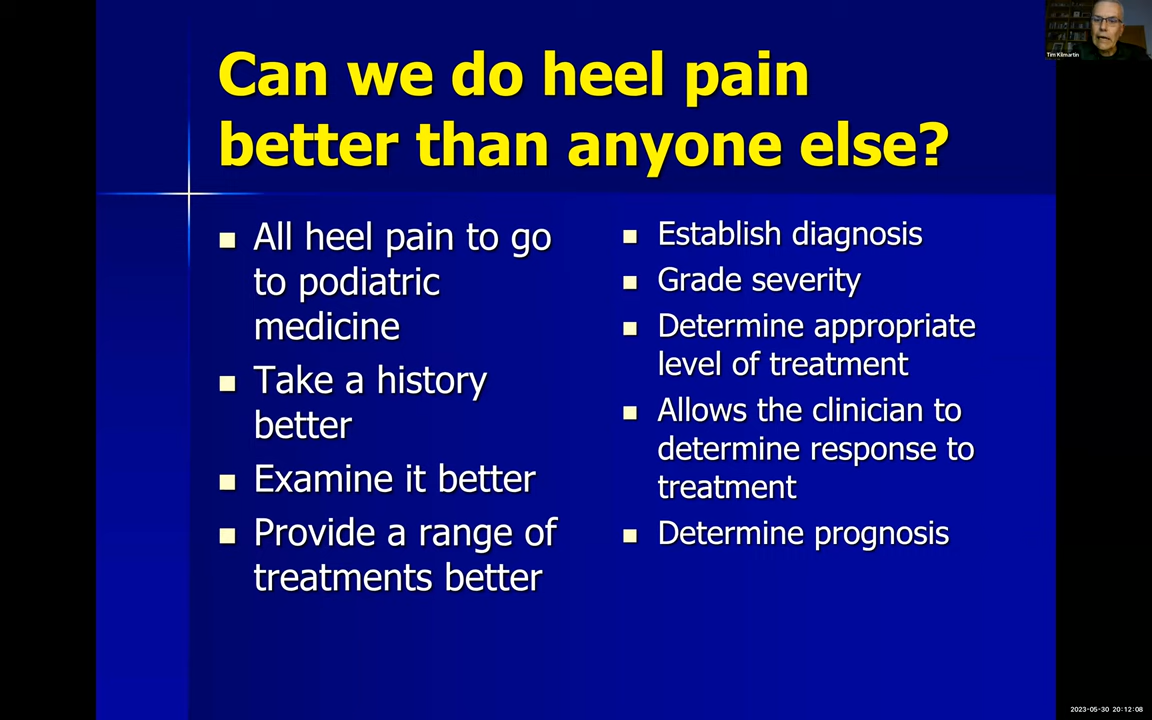 Can we do heel pain
better than anyone else?
All heel pain to go
to podiatric
medicine
Take a history
better
Examine it better
Provide a range of
treatments better
Establish diagnosis
Grade severity
Determine appropriate
level of treatment
Allows the clinician to
determine response to
treatment
Determine prognosis
Tim Kilmartin
2023-05-30 20:12:08